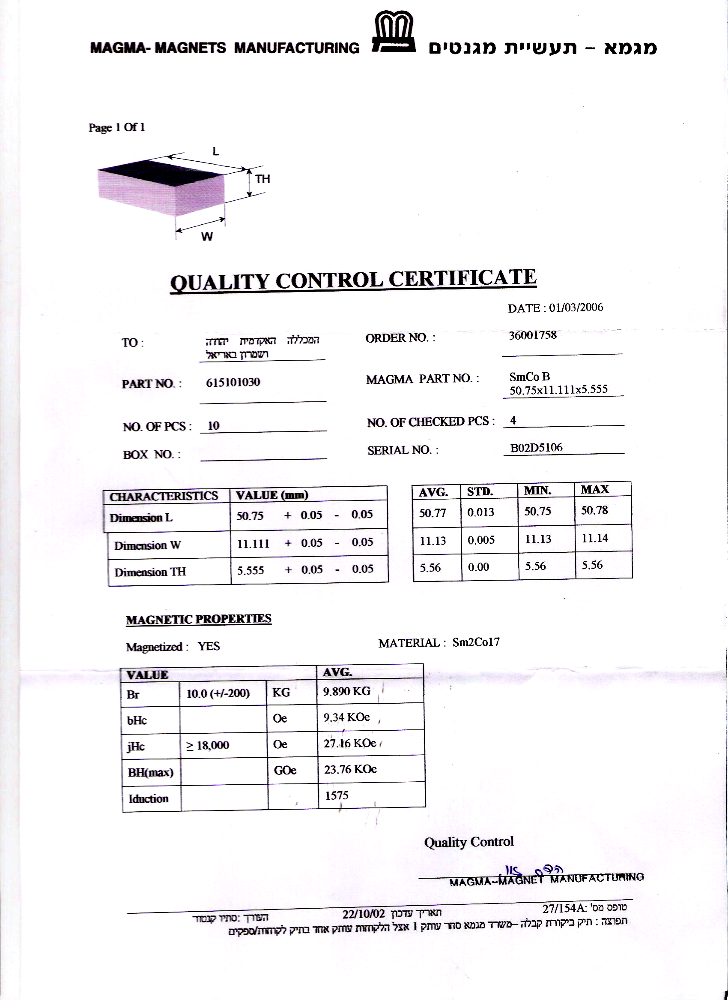 MAGMA- MAGNETS MANUFACTURING מגמא – תעשיית מגנטים
Page 1 Of 1
L
TH
W
QUALITY CONTROL CERTIFICATE
DATE : 01/03/2006
TO : המכללה האקדמית יהודה ORDER NO. : 36001758
ושמרון באריאל
PART NO. : 615101030 MAGMA PART NO. : SmCo B
50.75x11.111x5.555
NO. OF PCS : 10 NO. OF CHECKED PCS : 4
BOX NO. : SERIAL NO. : B02D5106
CHARACTERISTICS VALUE (mm) AVG. STD. MIN. MAX
Dimension L 50.75 + 0.05 - 0.05 50.77 0.013 50.75 50.78
Dimension W 11.111 + 0.05 - 0.05 11.13 0.005 11.13 11.14
Dimension TH 5.555 + 0.05 - 0.05 5.56 0.00 5.56 5.56
MAGNETIC PROPERTIES
Magnetized : YES MATERIAL : Sm2Co17
VALUE AVG.
Br 10.0 (+/-200) KG 9.890 KG
bHc Oe 9.34 KOe
jHc ≥ 18,000 Oe 27.16 KOe
BH(max) GOe 23.76 KOe
Iduction 1575
Quality Control
MAGMA-MAGNET MANUFACTURING
טופס מס' :27/154A תאריך עדכון 22/10/02 העורך :סתיו קנטור
תפוצה : תיק ביקורת קבלה –משרד מגמא סחר עותק 1 אצל הלקוחות עותק אחד בתיק לקוחות/ספקים